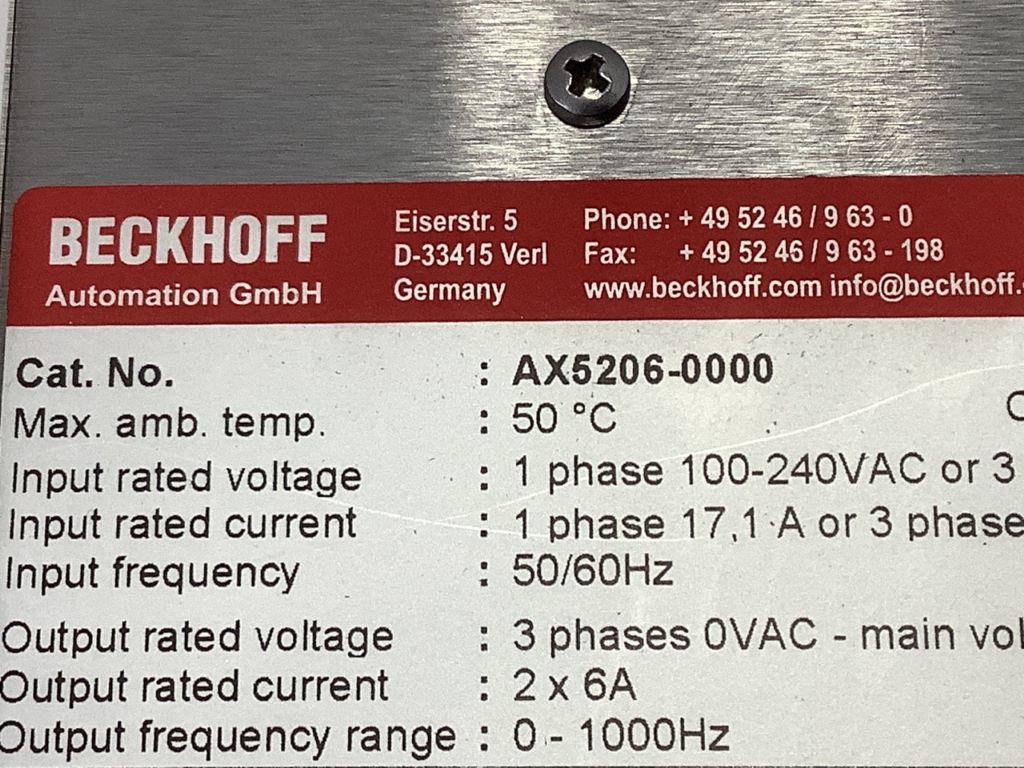 BECKHOFF
Automation GmbH
Eiserstr. 5
D-33415 Verl
Germany
Phone: + 49 52 46 / 9 63 - 0
Fax: + 49 52 46 / 9 63 - 198
www.beckhoff.com info@beckhoff.
Cat. No. : AX5206-0000
Max. amb. temp. : 50 °C
Input rated voltage : 1 phase 100-240VAC or 3
Input rated current : 1 phase 17,1 A or 3 phase
Input frequency : 50/60Hz
Output rated voltage : 3 phases 0VAC - main
Output rated current : 2 x 6A
Output frequency range : 0 - 1000Hz